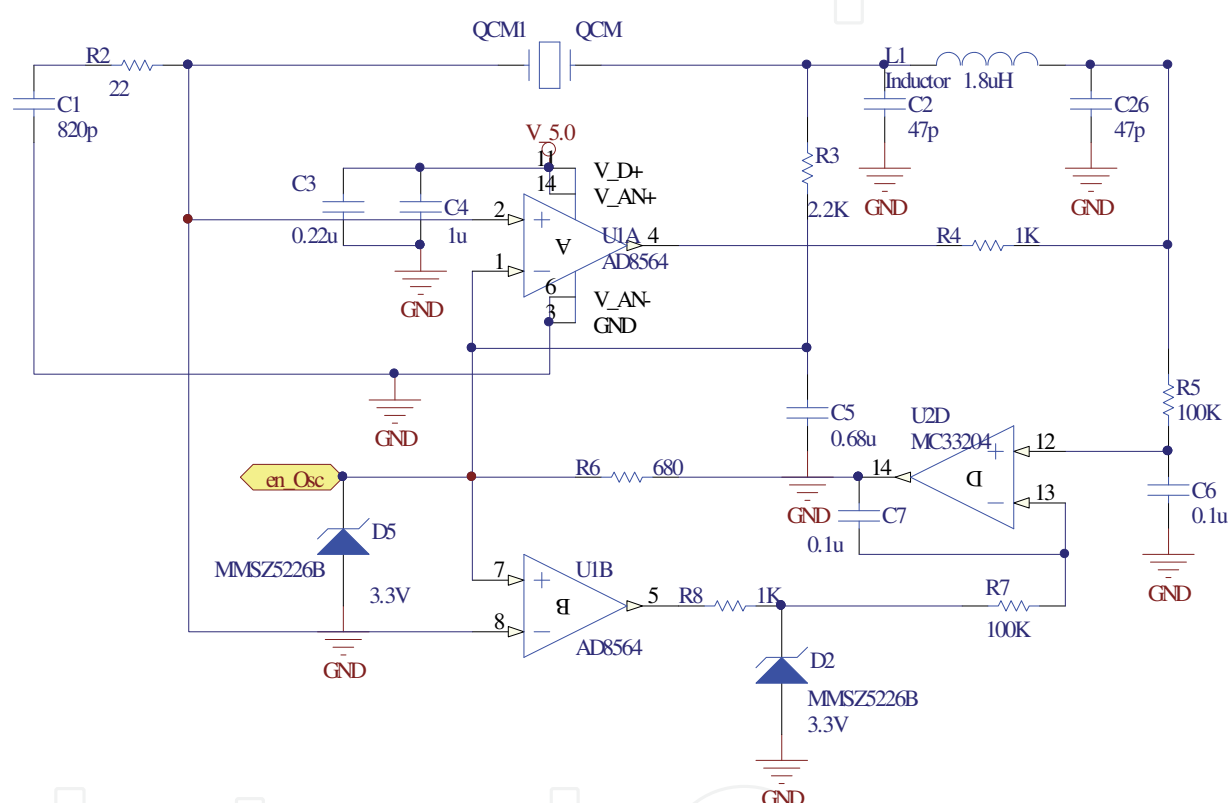 QCM1 QCM
R2
22
C1
820p
L1
Inductor 1.8uH
C2
47p
C26
47p
GND
GND
V_5.0
11
14
V_D+
V_AN+
R3
2.2K
C3
0.22u
C4
1u
GND
2
1
A
U1A
AD8564
4
R4 1K
6
3
V_AN-
GND
GND
R5
100K
C5
0.68u
GND
U2D
MC33204
12
13
14
D
C6
0.1u
GND
en_Osc
R6 680
C7
0.1u
D5
MMSZ5226B
3.3V
GND
7
8
B
U1B
AD8564
5
R8 1K
R7
100K
D2
MMSZ5226B
3.3V
GND